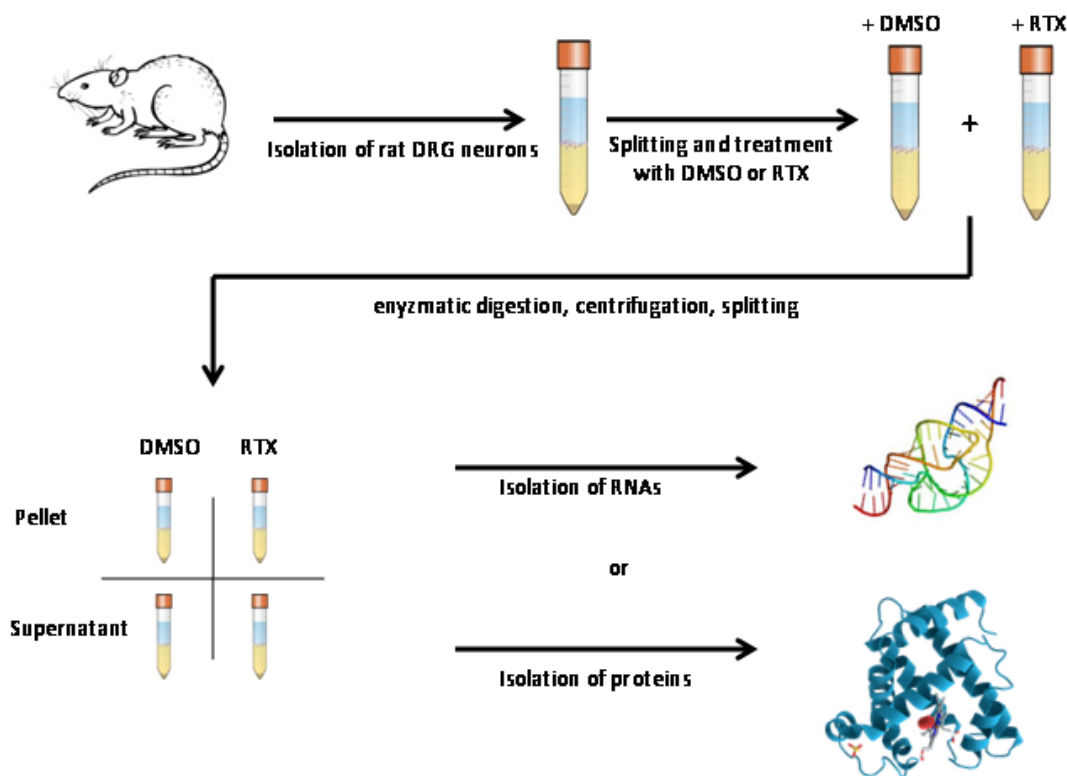 + DMSO
+ RTX
+
Isolation of rat DRG neurons
Splitting and treatment
with DMSO or RTX
enyzmatic digestion, centrifugation, splitting
DMSO
RTX
Pellet
Supernatant
Isolation of RNAs
or
Isolation of proteins